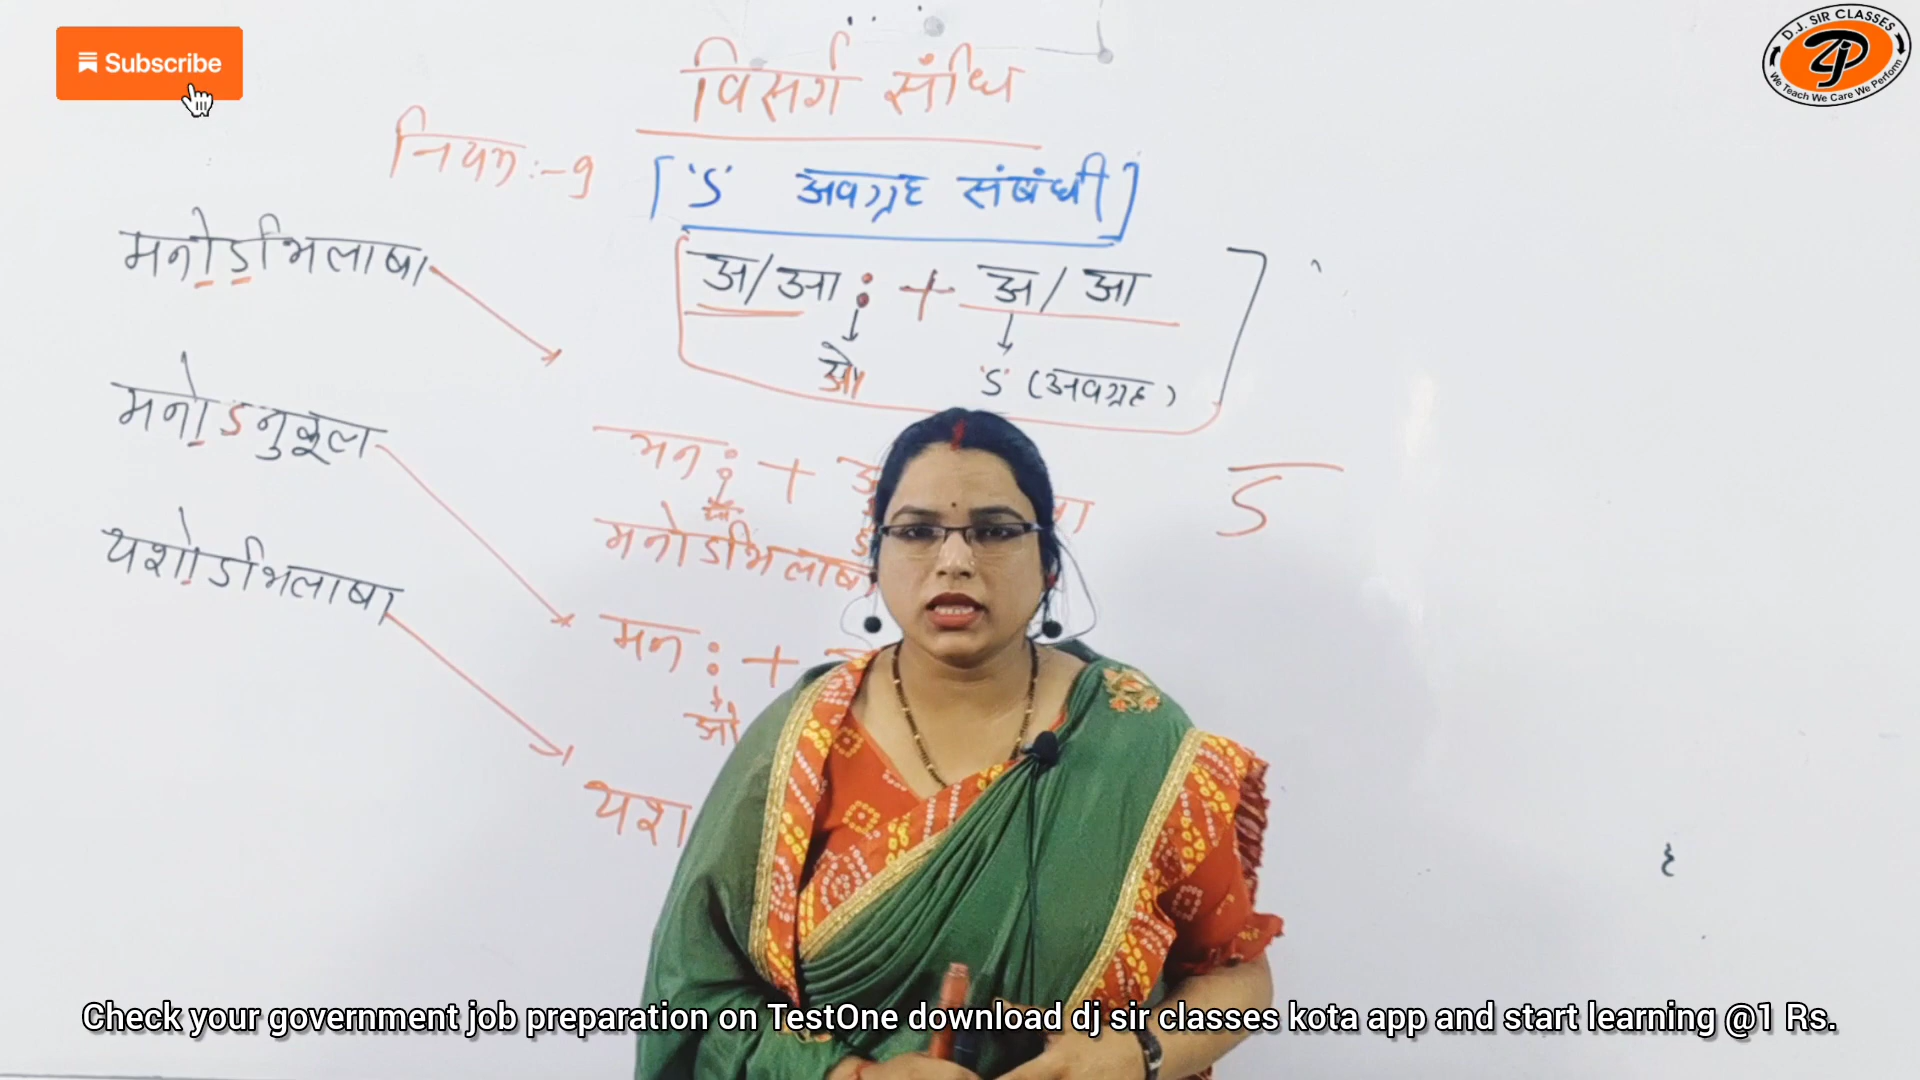 Subscribe
D.J. SIR CLASSES
We Teach We Care We Perform
विसर्ग संधि
नियम:-9
['ऽ' अवग्रह संबंधी]
अ/आ : + अ/आ
ओ 'ऽ' (अवग्रह)
मनोऽभिलाषा
मनोऽनुकूल
यशोऽभिलाषा
मन: +
मनोऽभिलाषा
ऽ
मन: +
ओ
यश
Check your government job preparation on TestOne download dj sir classes kota app and start learning @1 Rs.